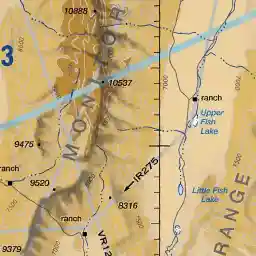 10888
MONITOR
3
10537
ranch
Upper
Fish
Lake
9475
ranch
9520
IR275
Little Fish
Lake
8316
ranch
RANGE
VR12
9379
7000